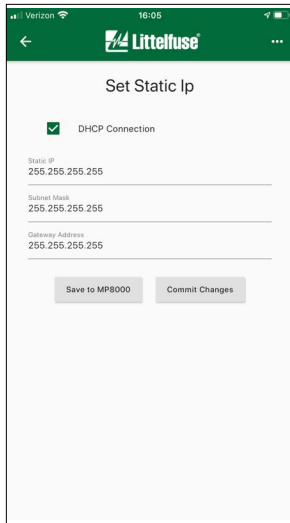 Verizon 16:05
Littelfuse®
Set Static Ip
DHCP Connection
Static IP
255.255.255.255
Subnet Mask
255.255.255.255
Gateway Address
255.255.255.255
Save to MP8000 Commit Changes